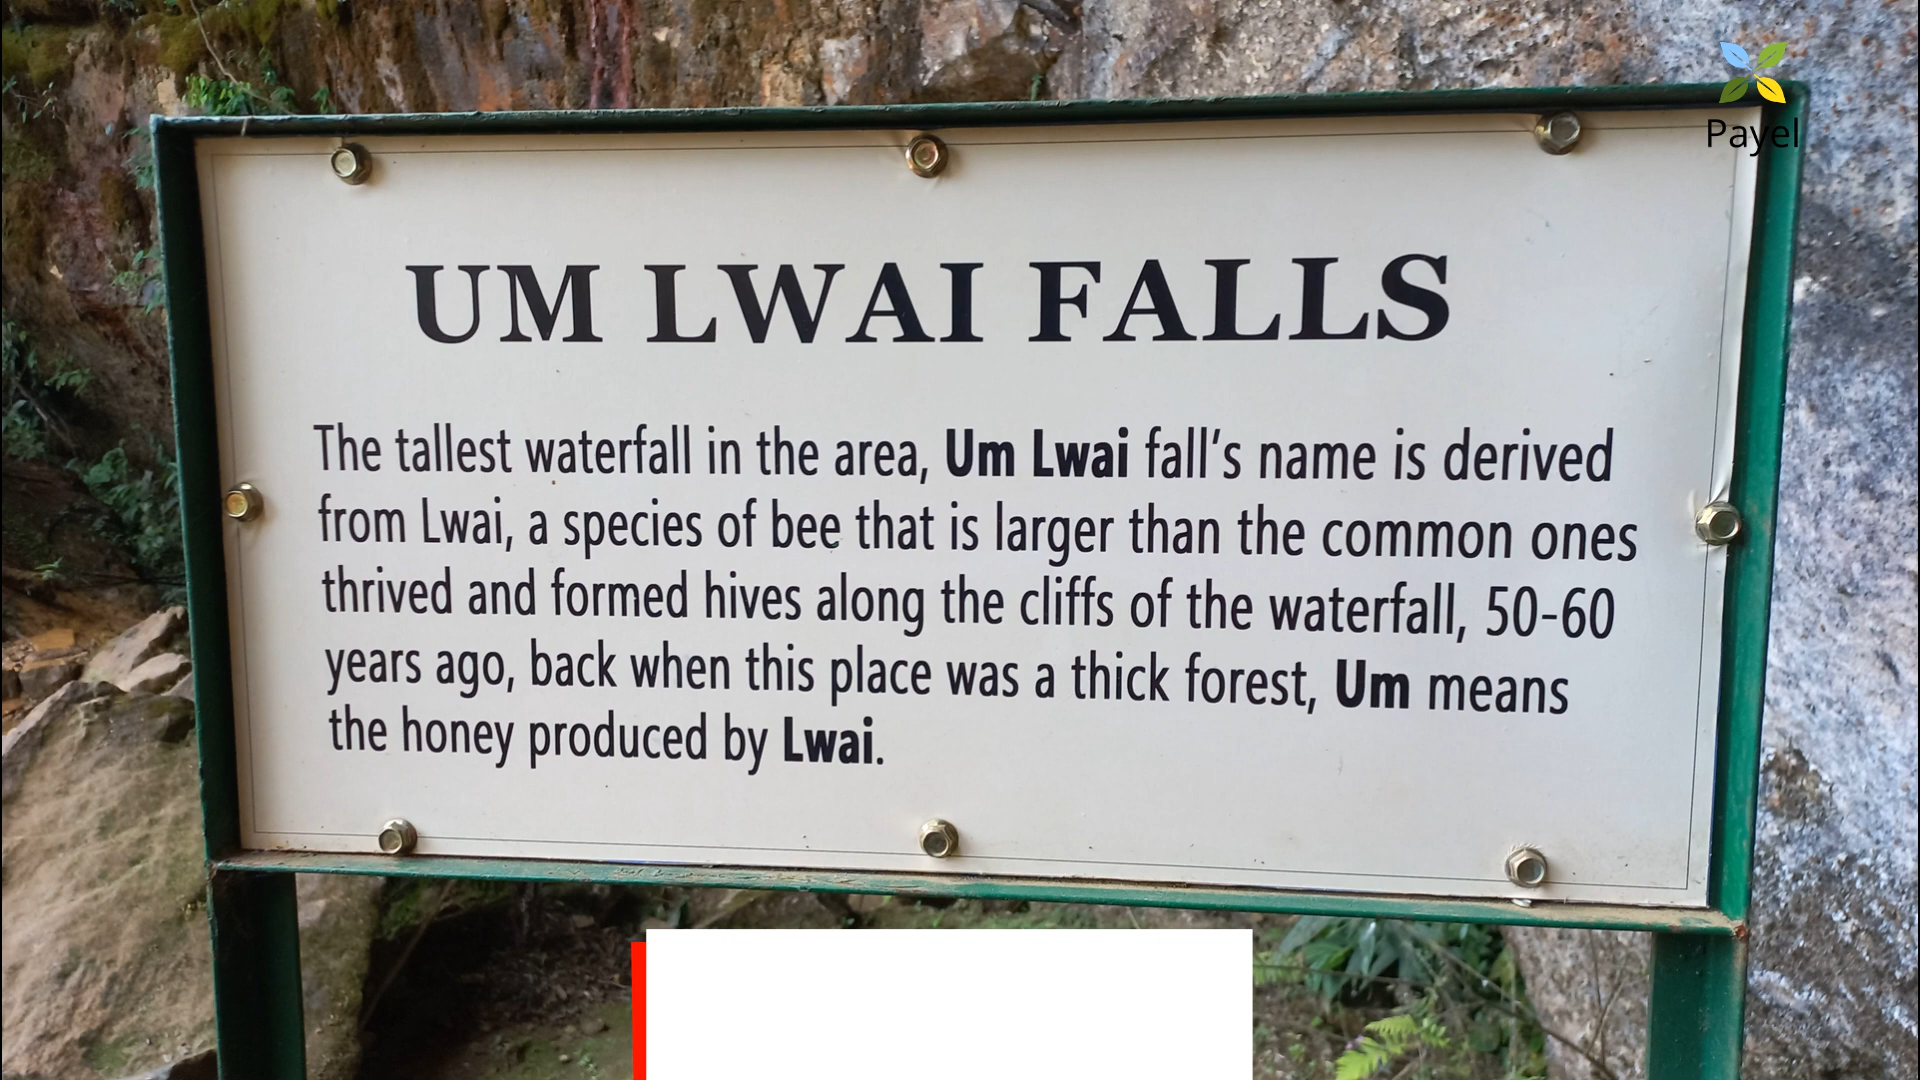 Payel
UM LWAI FALLS
The tallest waterfall in the area, Um Lwai fall's name is derived
from Lwai, a species of bee that is larger than the common ones
thrived and formed hives along the cliffs of the waterfall, 50-60
years ago, back when this place was a thick forest, Um means
the honey produced by Lwai.